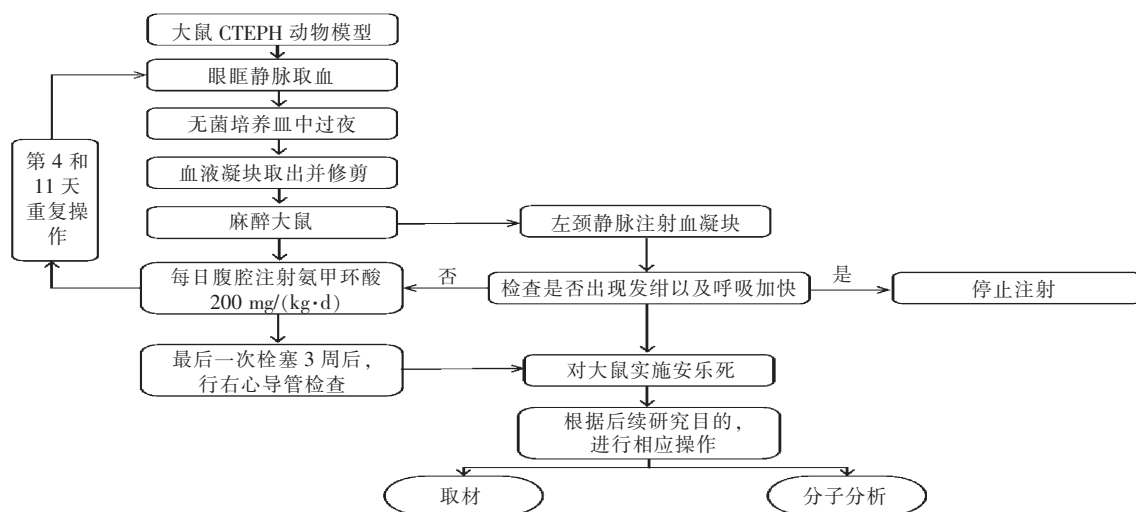 大鼠 CTEPH 动物模型
眼眶静脉取血
无菌培养皿中过夜
第 4 和
11 天
重复操
作
血液凝块取出并修剪
麻醉大鼠
左颈静脉注射血凝块
每日腹腔注射氨甲环酸
200 mg/(kg·d)
否
检查是否出现发绀以及呼吸加快
是
停止注射
最后一次栓塞 3 周后，
行右心导管检查
对大鼠实施安乐死
根据后续研究目的，
进行相应操作
取材
分子分析